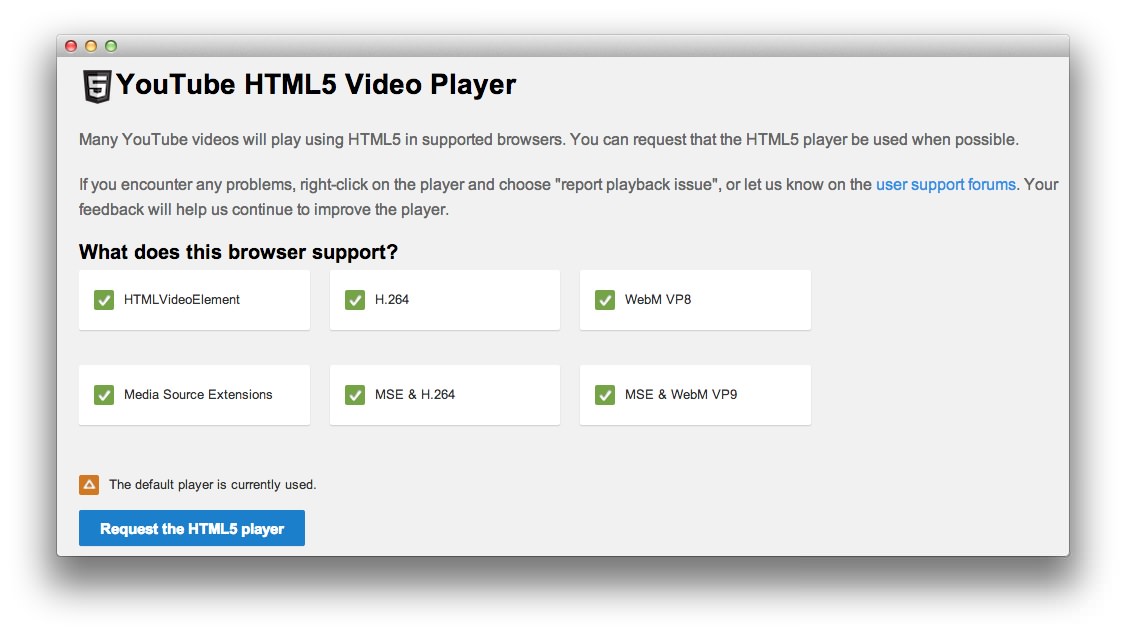 5 YouTube HTML5 Video Player
Many YouTube videos will play using HTML5 in supported browsers. You can request that the HTML5 player be used when possible.
If you encounter any problems, right-click on the player and choose "report playback issue", or let us know on the user support forums. Your
feedback will help us continue to improve the player.
What does this browser support?
HTMLVideoElement
H.264
WebM VP8
Media Source Extensions
MSE & H.264
MSE & WebM VP9
The default player is currently used.
Request the HTML5 player